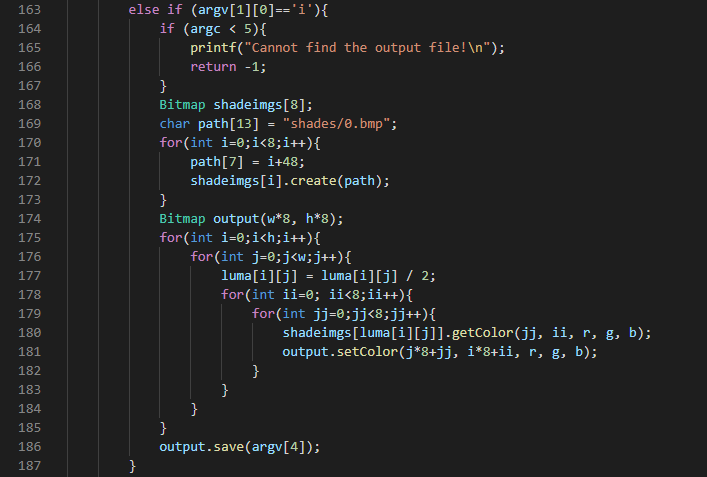 163 else if (argv[1][0]=='i'){
164 if (argc < 5){
165 printf("Cannot find the output file!\n");
166 return -1;
167 }
168 Bitmap shadeimgs[8];
169 char path[13] = "shades/0.bmp";
170 for(int i=0;i<8;i++){
171 path[7] = i+48;
172 shadeimgs[i].create(path);
173 }
174 Bitmap output(w*8, h*8);
175 for(int i=0;i<h;i++){
176 for(int j=0;j<w;j++){
177 luma[i][j] = luma[i][j] / 2;
178 for(int ii=0; ii<8;ii++){
179 for(int jj=0;jj<8;jj++){
180 shadeimgs[luma[i][j]].getColor(jj, ii, r, g, b);
181 output.setColor(j*8+jj, i*8+ii, r, g, b);
182 }
183 }
184 }
185 }
186 output.save(argv[4]);
187 }